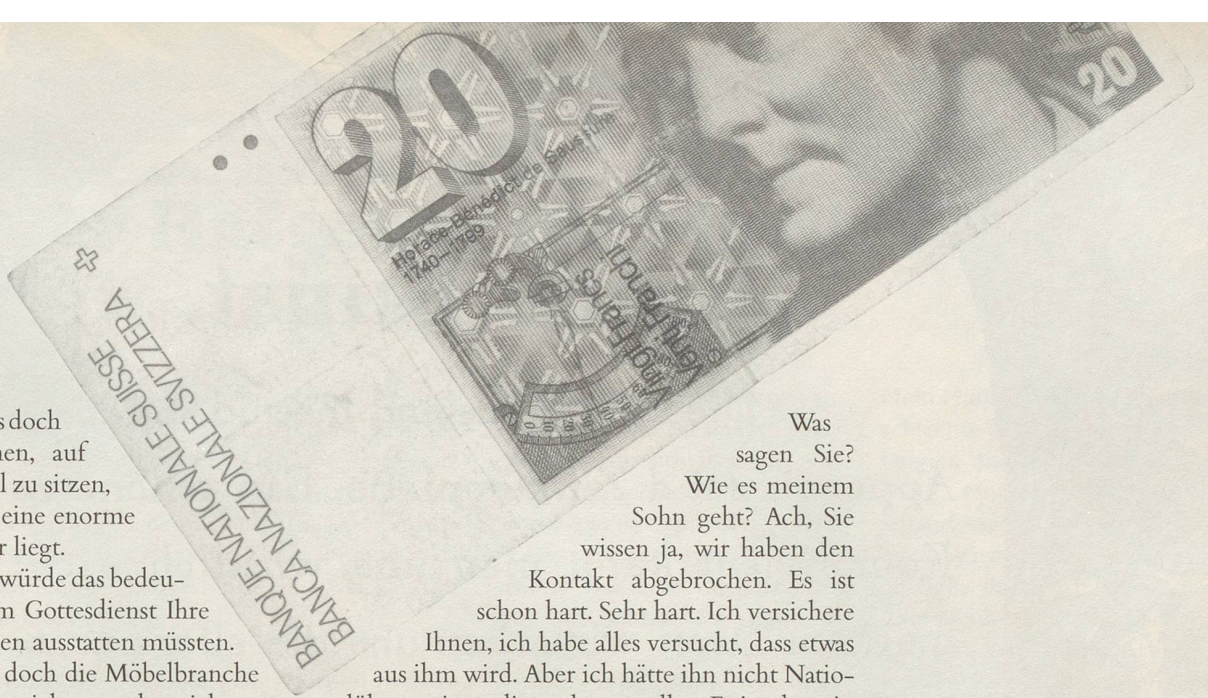 20
20
Horace-Bénédict de Saussure
1740–1799
Vingt Francs
Venti Franchi
BANQUE NATIONALE SUISSE
BANCA NAZIONALE SVIZZERA
doch
auf
zu sitzen,
eine enorme
liegt.
würde das bedeu-
Gottesdienst Ihre
ausstatten müssten.
doch die Möbelbranche
Was
sagen Sie?
Wie es meinem
Sohn geht? Ach, Sie
wissen ja, wir haben den
Kontakt abgebrochen. Es ist
schon hart. Sehr hart. Ich versichere
Ihnen, ich habe alles versucht, dass etwas
aus ihm wird. Aber ich hätte ihn nicht Natio-